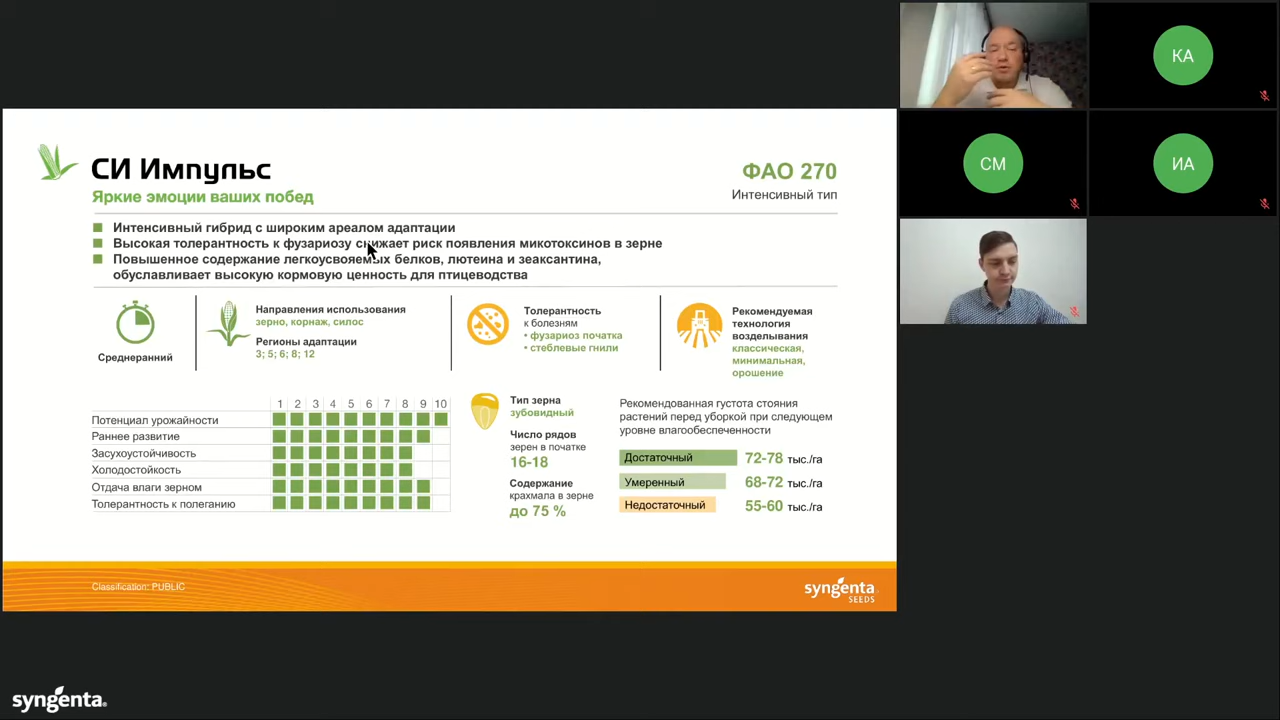 СИ Импульс
Яркие эмоции ваших побед
ФАО 270
Интенсивный тип
Интенсивный гибрид с широким ареалом адаптации
Высокая толерантность к фузариозу снижает риск появления микотоксинов в зерне
Повышенное содержание легкоусвояемых белков, лютеина и зеаксантина,
обуславливает высокую кормовую ценность для птицеводства
Среднеранний
Направления использования
зерно, корнаж, силос
Регионы адаптации
3; 5; 6; 8; 12
Толерантность
к болезням
• фузариоз початка
• стеблевые гнили
Рекомендуемая
технология
возделывания
классическая,
минимальная,
орошение
1 2 3 4 5 6 7 8 9 10
Потенциал урожайности
Раннее развитие
Засухоустойчивость
Холодостойкость
Отдача влаги зерном
Толерантность к полеганию
Тип зерна
зубовидный
Число рядов
зерен в початке
16-18
Содержание
крахмала в зерне
до 75 %
Рекомендованная густота стояния
растений перед уборкой при следующем
уровне влагообеспеченности
Достаточный 72-78 тыс./га
Умеренный 68-72 тыс./га
Недостаточный 55-60 тыс./га
Classification: PUBLIC
syngenta
SEEDS
КА
СМ
ИА
syngenta